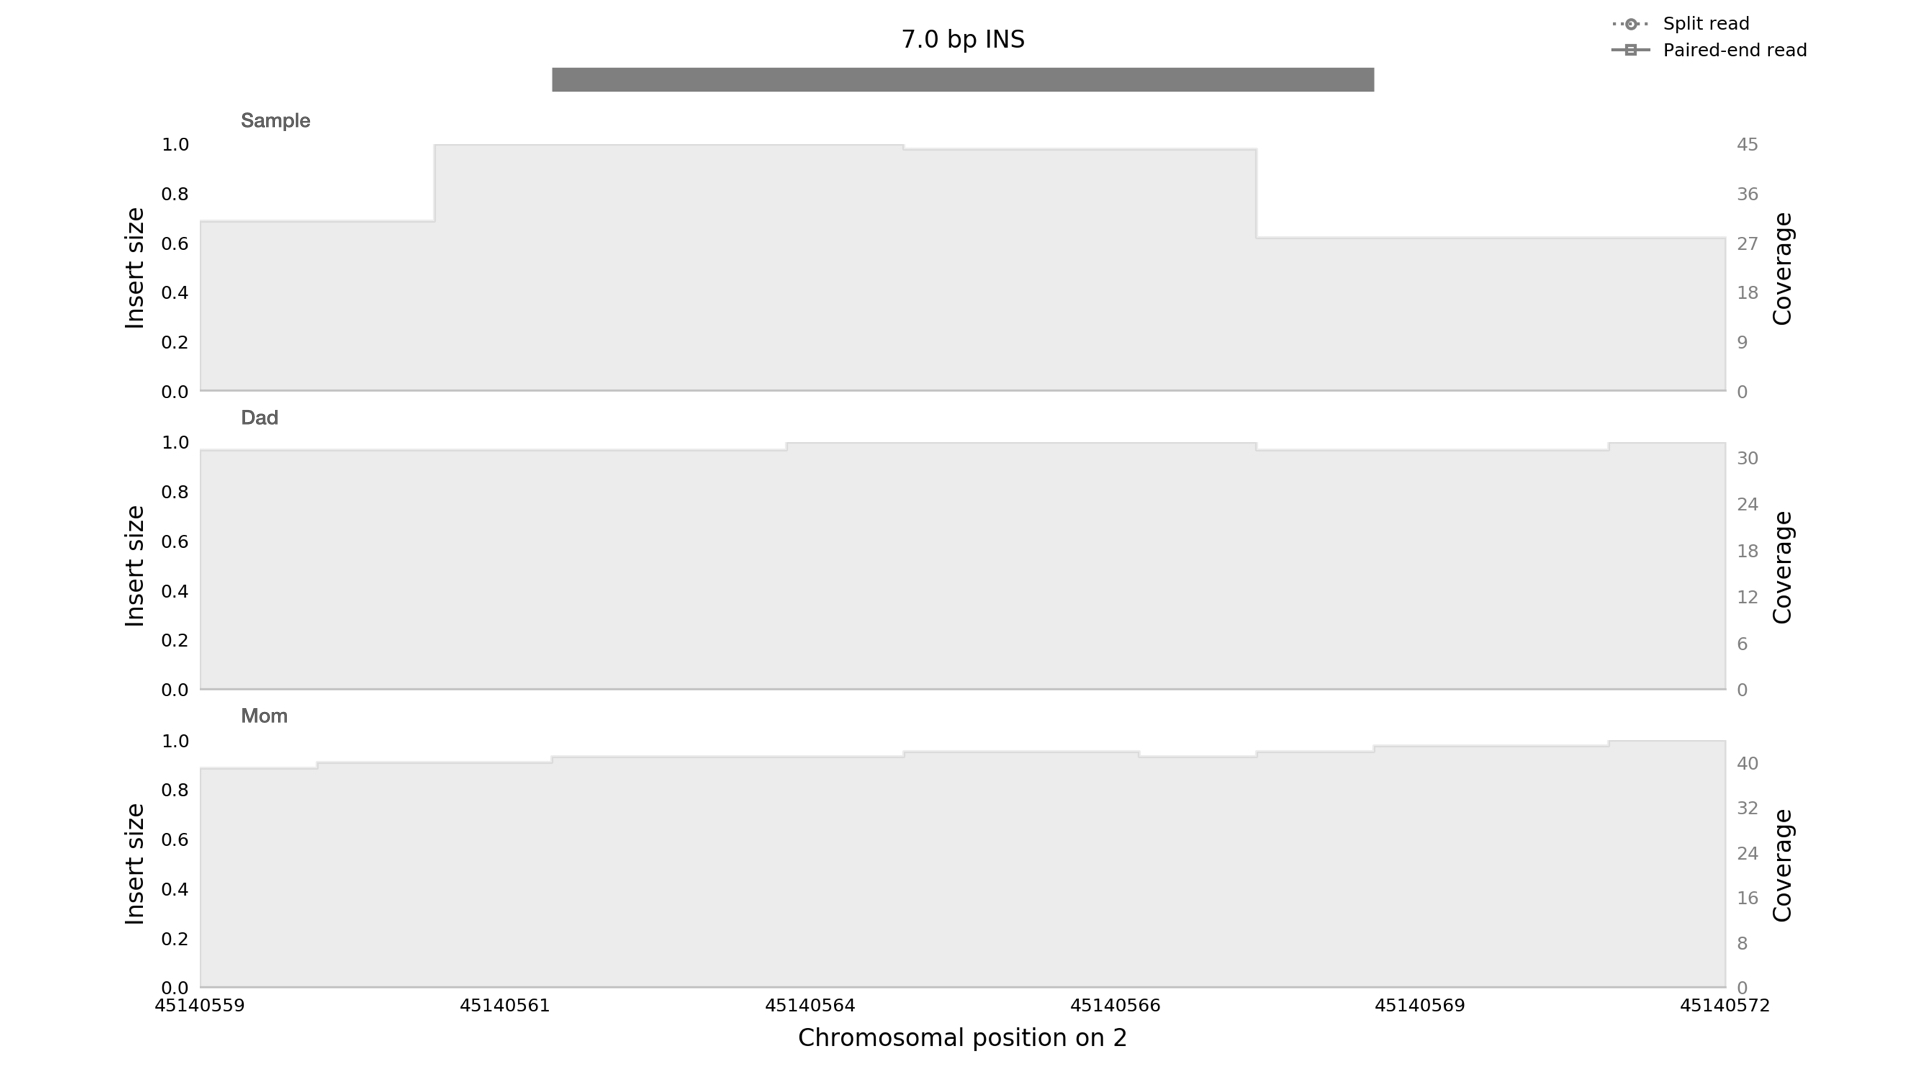 7.0 bp INS
Split read
Paired-end read
Sample
1.0
0.8
0.6
0.4
0.2
0.0
Insert size
45
36
27
18
9
0
Coverage
Dad
1.0
0.8
0.6
0.4
0.2
0.0
Insert size
30
24
18
12
6
0
Coverage
Mom
1.0
0.8
0.6
0.4
0.2
0.0
Insert size
40
32
24
16
8
0
Coverage
45140559 45140561 45140564 45140566 45140569 45140572
Chromosomal position on 2